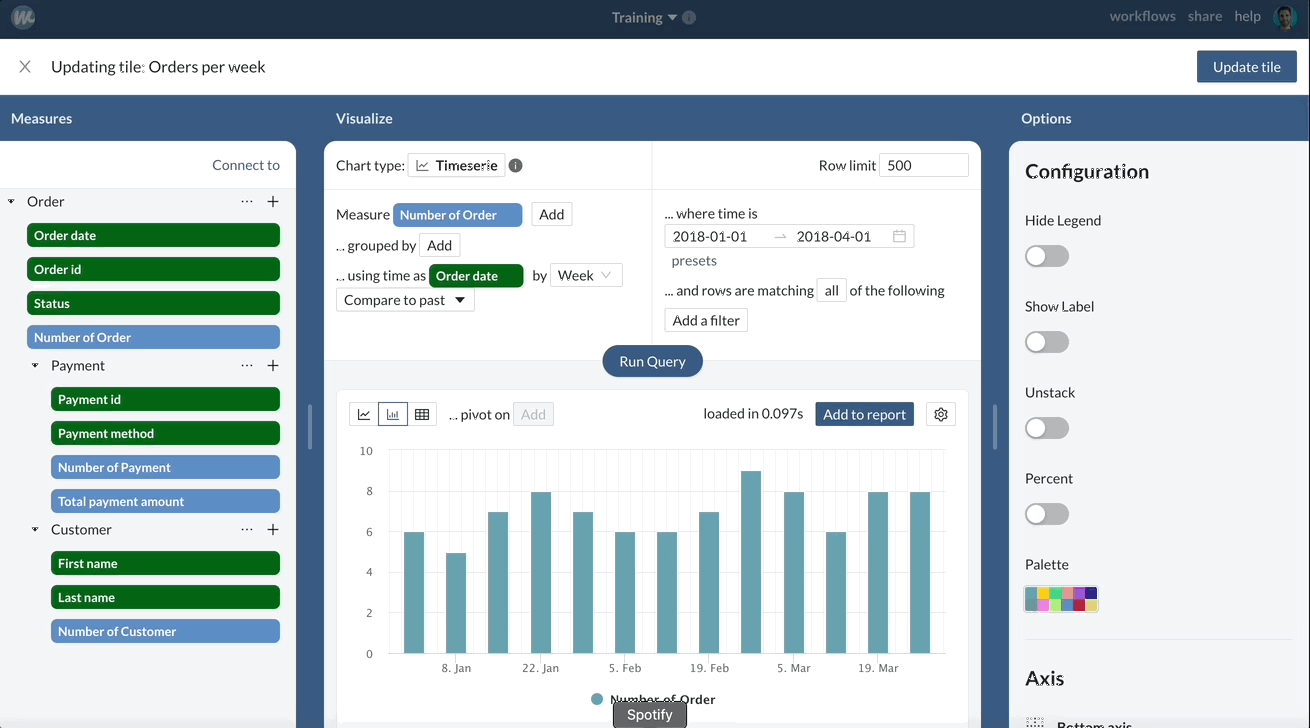 Training
workflows share help
Updating tile: Orders per week
Update tile
Measures
Visualize
Options
Connect to
Order
Order date
Order id
Status
Number of Order
Payment
Payment id
Payment method
Number of Payment
Total payment amount
Customer
First name
Last name
Number of Customer
Chart type: Timeserie
Row limit 500
Measure Number of Order Add
... grouped by Add
... using time as Order date by Week
Compare to past
... where time is
2018-01-01 → 2018-04-01
presets
... and rows are matching all of the following
Add a filter
Run Query
... pivot on Add
loaded in 0.097s Add to report
10
8
6
4
2
0
8. Jan 22. Jan 5. Feb 19. Feb 5. Mar 19. Mar
Number of Order
Spotify
Configuration
Hide Legend
Show Label
Unstack
Percent
Palette
Axis
Bottom axis